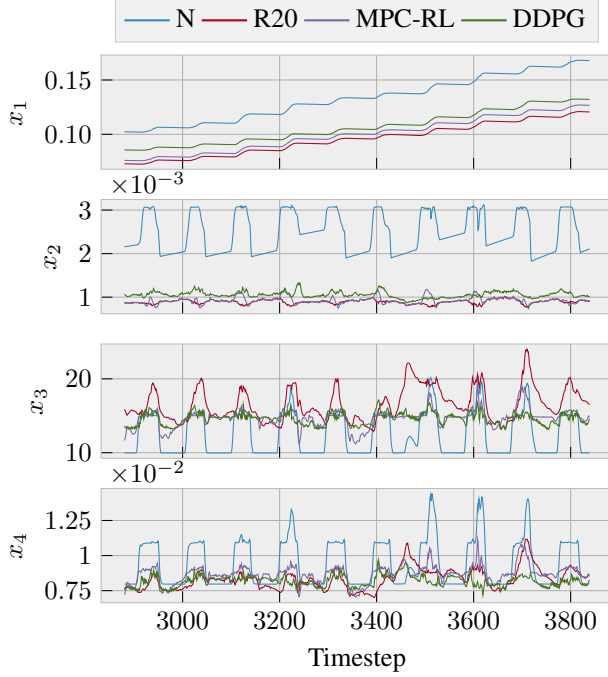 N R20 MPC-RL DDPG
0.15
0.10
x₁
×10⁻³
3
2
1
x₂
20
10
x₃
×10⁻²
1.25
1
0.75
x₄
3000 3200 3400 3600 3800
Timestep